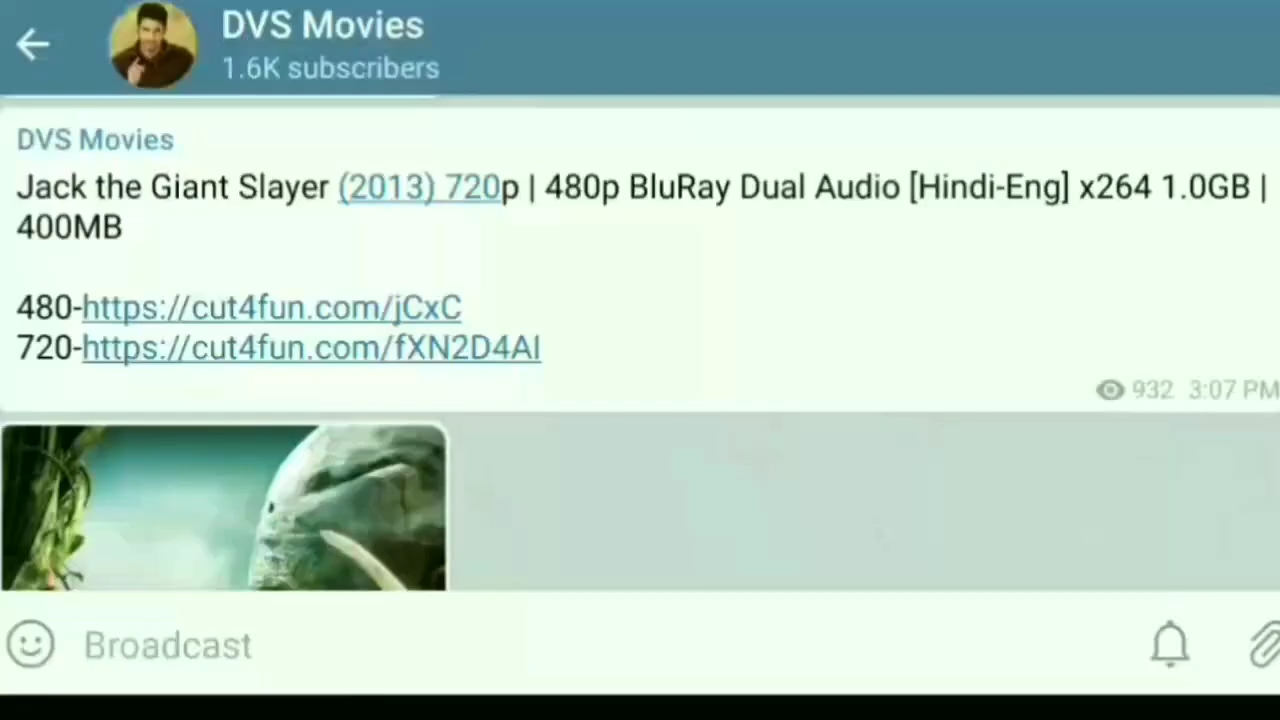 DVS Movies
1.6K subscribers
DVS Movies
Jack the Giant Slayer (2013) 720p | 480p BluRay Dual Audio [Hindi-Eng] x264 1.0GB |
400MB
480-https://cut4fun.com/jCxC
720-https://cut4fun.com/fXN2D4AI
932 3:07 PM
Broadcast